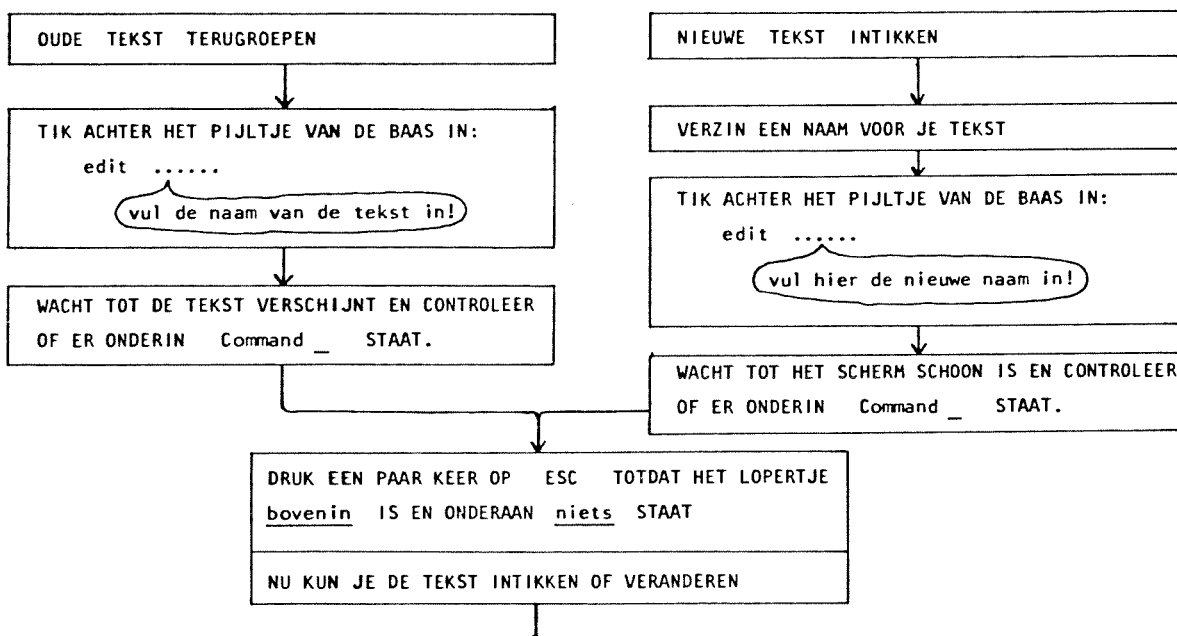 OUDE TEKST TERUGROEPEN
TIK ACHTER HET PIJLTJE VAN DE BAAS IN:
edit ......
vul de naam van de tekst in!
WACHT TOT DE TEKST VERSCHIJNT EN CONTROLEER
OF ER ONDERIN Command _ STAAT.
NIEUWE TEKST INTIKKEN
VERZIN EEN NAAM VOOR JE TEKST
TIK ACHTER HET PIJLTJE VAN DE BAAS IN:
edit ......
vul hier de nieuwe naam in!
WACHT TOT HET SCHERM SCHOON IS EN CONTROLEER
OF ER ONDERIN Command _ STAAT.
DRUK EEN PAAR KEER OP ESC TOTDAT HET LOPERTJE
bovenin IS EN ONDERAAN niets STAAT
NU KUN JE DE TEKST INTIKKEN OF VERANDEREN